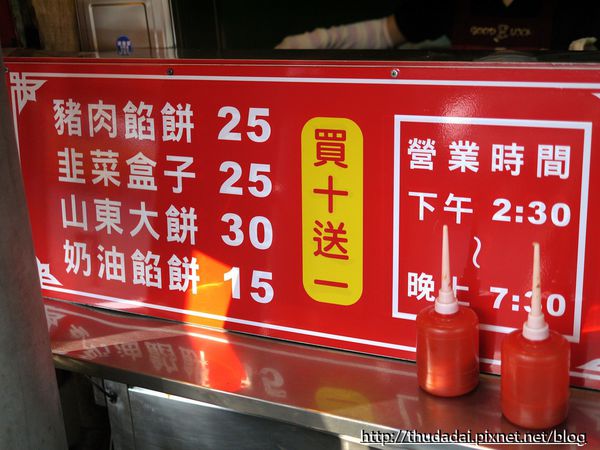 豬肉餡餅 25
韭菜盒子 25
山東大餅 30
奶油餡餅 15
買十送一
營業時間
下午 2:30
~
晚上 7:30
http://thudadai.pixnet.net/blog